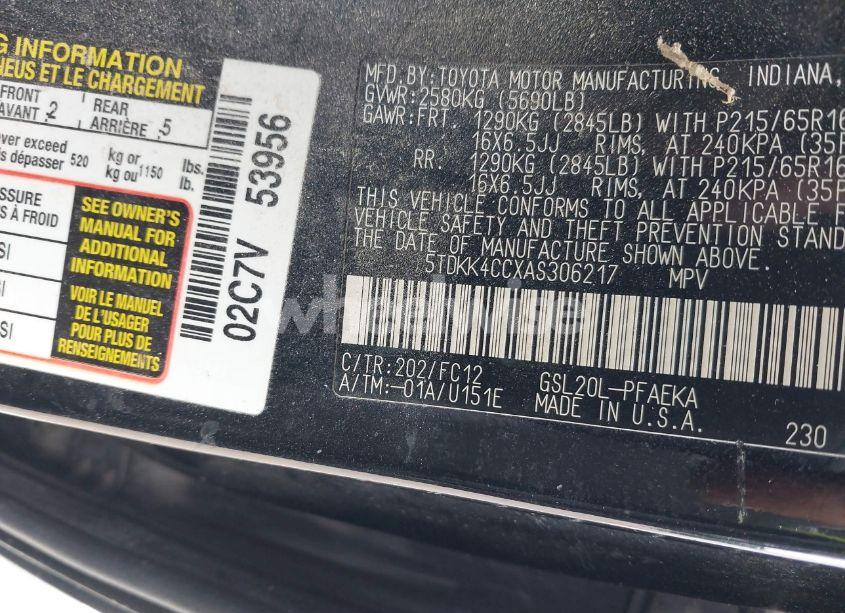 G INFORMATION
NEUS ET LE CHARGEMENT
FRONT
AVANT 2
REAR
ARRIÈRE 5
ver exceed
is dépasser 520
kg or
kg ou 1150
lbs.
lb.
SSURE
S À FROID
SI
SI
SI
SEE OWNER'S
MANUAL FOR
ADDITIONAL
INFORMATION
VOIR LE MANUEL
DE L'USAGER
POUR PLUS DE
RENSEIGNEMENTS
02C7V 53956
MFD.BY:TOYOTA MOTOR MANUFACTURING, INDIANA,
GVWR:2580KG (5690LB)
GAWR:FRT. 1290KG (2845LB) WITH P215/65R16
16X6.5JJ RIMS, AT 240KPA (35P
RR. 1290KG (2845LB) WITH P215/65R16
16X6.5JJ RIMS, AT 240KPA (35P
THIS VEHICLE CONFORMS TO ALL APPLICABLE F
VEHICLE SAFETY AND THEFT PREVENTION STAND
THE DATE OF MANUFACTURE SHOWN ABOVE.
5TDKK4CCXAS306217 MPV
C/TR:202/FC12 GSL20L-PFAEKA
A/TM:-01A/U151E MADE IN U.S.A. 230
wheelwise